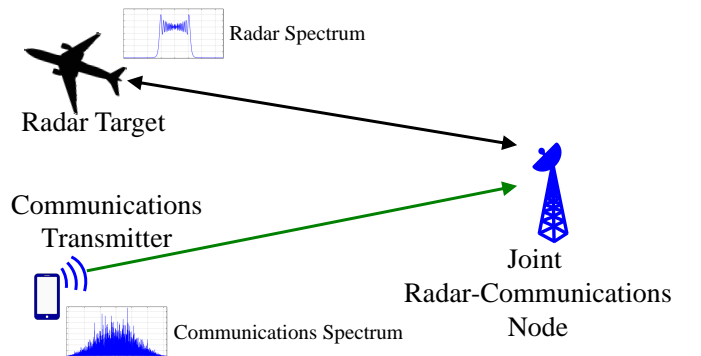 Radar Spectrum
Radar Target
Communications
Transmitter
Joint
Radar-Communications
Node
Communications Spectrum